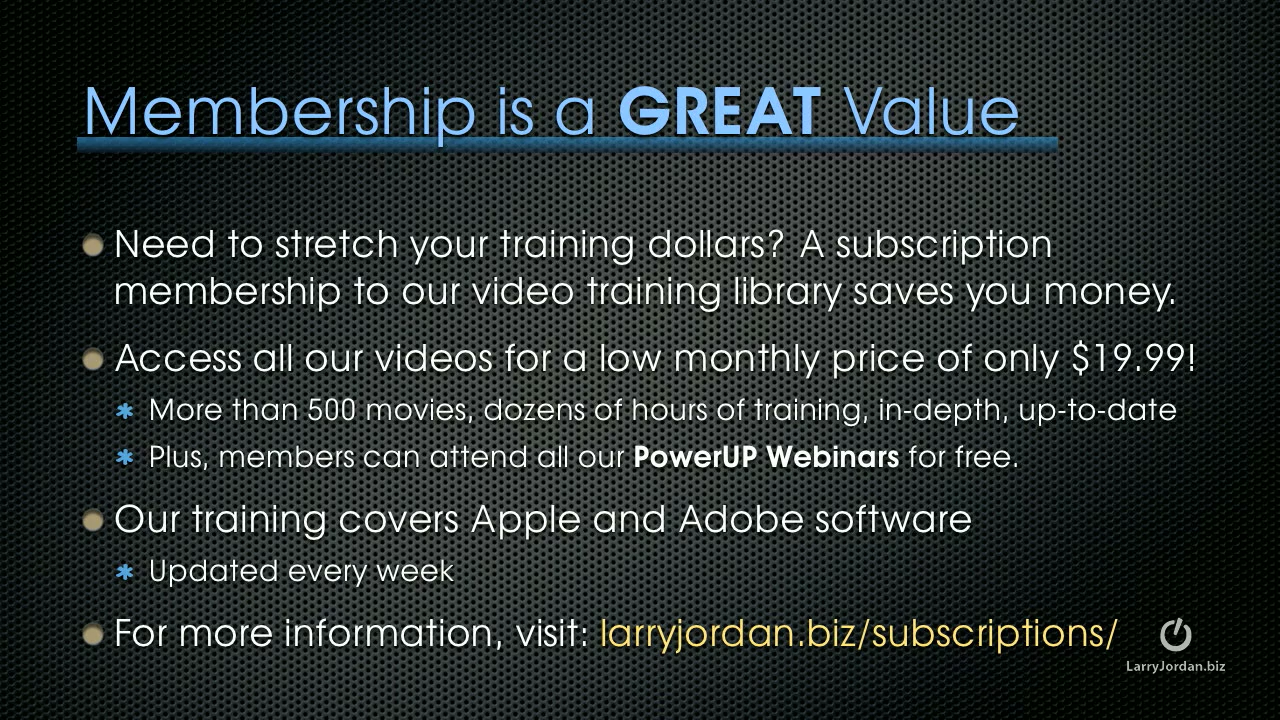 Membership is a GREAT Value
Need to stretch your training dollars? A subscription
membership to our video training library saves you money.
Access all our videos for a low monthly price of only $19.99!
More than 500 movies, dozens of hours of training, in-depth, up-to-date
Plus, members can attend all our PowerUP Webinars for free.
Our training covers Apple and Adobe software
Updated every week
For more information, visit: larryjordan.biz/subscriptions/
LarryJordan.biz